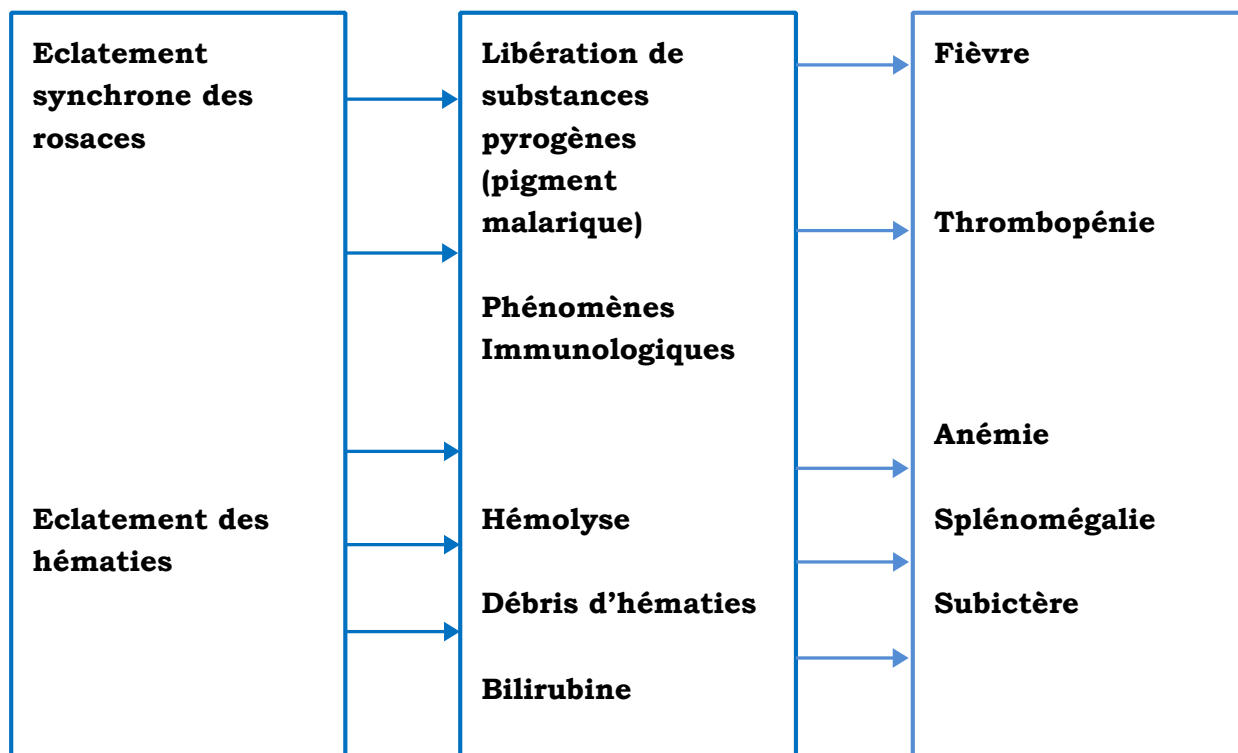 Eclatement
synchrone des
rosaces
Eclatement des
hématies
Libération de
substances
pyrogènes
(pigment
malarique)
Phénomènes
Immunologiques
Hémolyse
Débris d’hématies
Bilirubine
Fièvre
Thrombopénie
Anémie
Splénomégalie
Subictère